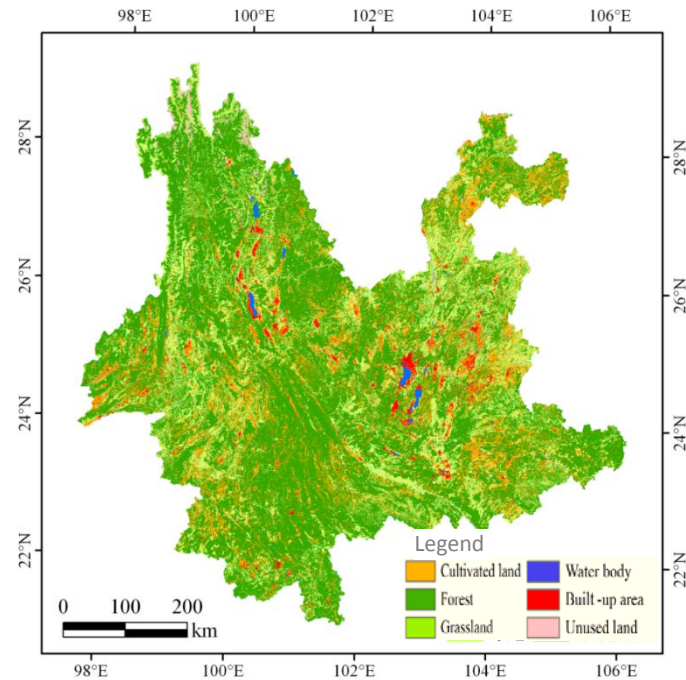 98°E 100°E 102°E 104°E 106°E
28°N 28°N
26°N 26°N
24°N 24°N
22°N 22°N
Legend
Cultivated land Water body
Forest Built -up area
Grassland Unused land
0 100 200
km
98°E 100°E 102°E 104°E 106°E